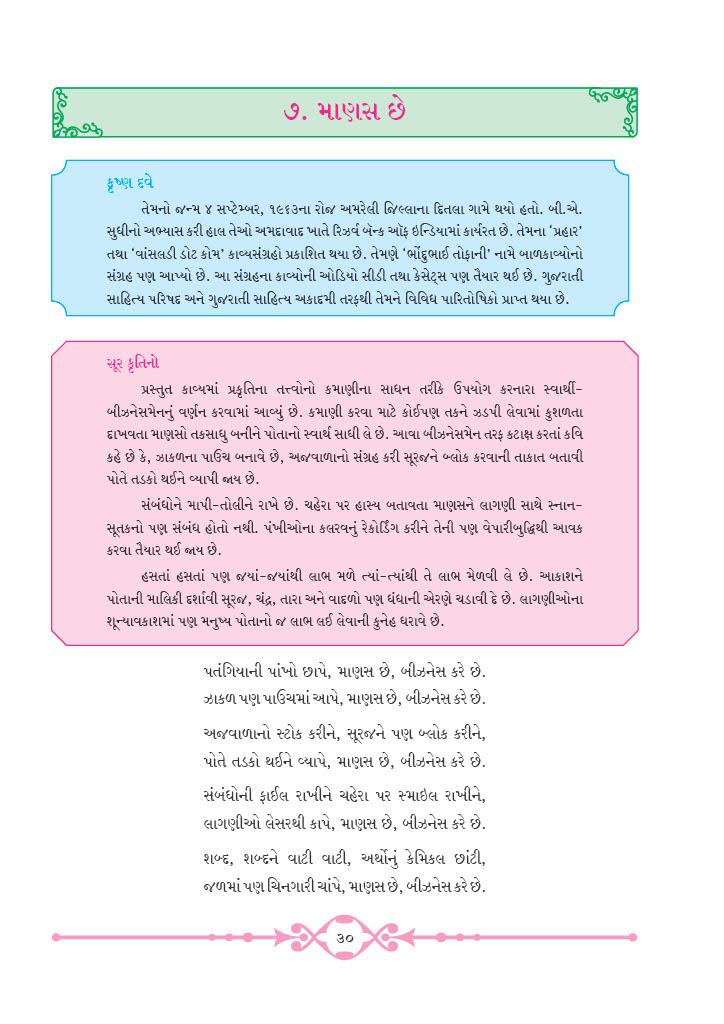 ૭. માણસ છે
કૃષ્ણ દવે
તેમનો જન્મ ૪ સપ્ટેમ્બર, ૧૯૬૩ના રોજ અમરેલી જિલ્લાના દિતલા ગામે થયો હતો. બી.એ.
સુધીનો અભ્યાસ કરી હાલ તેઓ અમદાવાદ ખાતે રિઝર્વ બૅન્ક ઑફ ઇન્ડિયામાં કાર્યરત છે. તેમના ‘પ્રહાર’
તથા ‘વાંસલડી ડોટ કોમ’ કાવ્યસંગ્રહો પ્રકાશિત થયા છે. તેમણે ‘ભોંદુભાઈ તોફાની’ નામે બાળકાવ્યોનો
સંગ્રહ પણ આપ્યો છે. આ સંગ્રહના કાવ્યોની ઓડિયો સીડી તથા કેસેટ્સ પણ તૈયાર થઈ છે. ગુજરાતી
સાહિત્ય પરિષદ અને ગુજરાતી સાહિત્ય અકાદમી તરફથી તેમને વિવિધ પારિતોષિકો પ્રાપ્ત થયા છે.
સૂર કૃતિનો
પ્રસ્તુત કાવ્યમાં પ્રકૃતિના તત્ત્વોનો કમાણીના સાધન તરીકે ઉપયોગ કરનારા સ્વાર્થી-
બીઝનેસમેનનું વર્ણન કરવામાં આવ્યું છે. કમાણી કરવા માટે કોઈપણ તકને ઝડપી લેવામાં કુશળતા
દાખવતા માણસો તકસાધુ બનીને પોતાનો સ્વાર્થ સાધી લે છે. આવા બીઝનેસમેન તરફ કટાક્ષ કરતાં કવિ
કહે છે કે, ઝાકળના પાઉચ બનાવે છે, અજવાળાનો સંગ્રહ કરી સૂરજને બ્લોક કરવાની તાકાત બતાવી
પોતે તડકો થઈને વ્યાપી જાય છે.
સંબંધોને માપી-તોલીને રાખે છે. ચહેરા પર હાસ્ય બતાવતા માણસને લાગણી સાથે સ્નાન-
સૂતકનો પણ સંબંધ હોતો નથી. પંખીઓના કલરવનું રેકોર્ડિંગ કરીને તેની પણ વેપારીબુદ્ધિથી આવક
કરવા તૈયાર થઈ જાય છે.
હસતાં હસતાં પણ જ્યાં-જ્યાંથી લાભ મળે ત્યાં-ત્યાંથી તે લાભ મેળવી લે છે. આકાશને
પોતાની માલિકી દર્શાવી સૂરજ, ચંદ્ર, તારા અને વાદળો પણ ધંધાની એરણે ચડાવી દે છે. લાગણીઓના
શૂન્યાવકાશમાં પણ મનુષ્ય પોતાનો જ લાભ લઈ લેવાની કુનેહ ધરાવે છે.
પતંગિયાની પાંખો છાપે, માણસ છે, બીઝનેસ કરે છે.
ઝાકળ પણ પાઉચમાં આપે, માણસ છે, બીઝનેસ કરે છે.
અજવાળાનો સ્ટોક કરીને, સૂરજને પણ બ્લોક કરીને,
પોતે તડકો થઈને વ્યાપે, માણસ છે, બીઝનેસ કરે છે.
સંબંધોની ફાઈલ રાખીને ચહેરા પર સ્માઇલ રાખીને,
લાગણીઓ લેસરથી કાપે, માણસ છે, બીઝનેસ કરે છે.
શબ્દ, શબ્દને વાટી વાટી, અર્થોનું કેમિકલ છાંટી,
જળમાં પણ ચિનગારી ચાંપે, માણસ છે, બીઝનેસ કરે છે.
૩૦